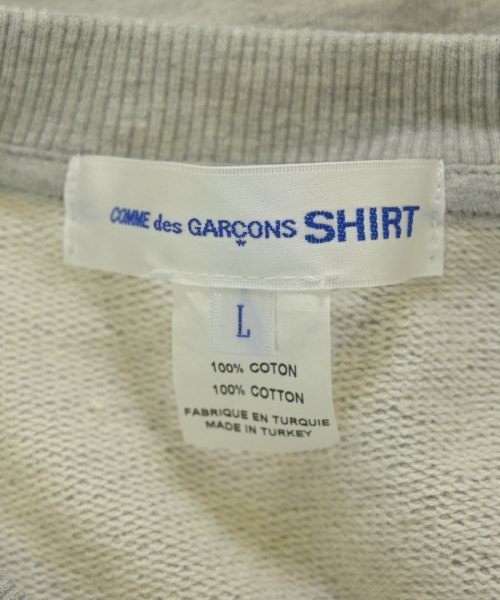 COMME des GARÇONS SHIRT
*
L
100% COTON
100% COTTON
FABRIQUE EN TURQUIE
MADE IN TURKEY